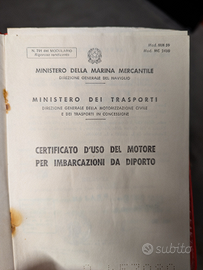 MINISTERO DELLA MARINA MERCANTILE
DIREZIONE GENERALE DEL NAVIGLIO
MINISTERO DEI TRASPORTI
DIREZIONE GENERALE DELLA MOTORIZZAZIONE CIVILE
E DEI TRASPORTI IN CONCESSIONE
CERTIFICATO D'USO DEL MOTORE
PER IMBARCAZIONI DA DIPORTO
subito